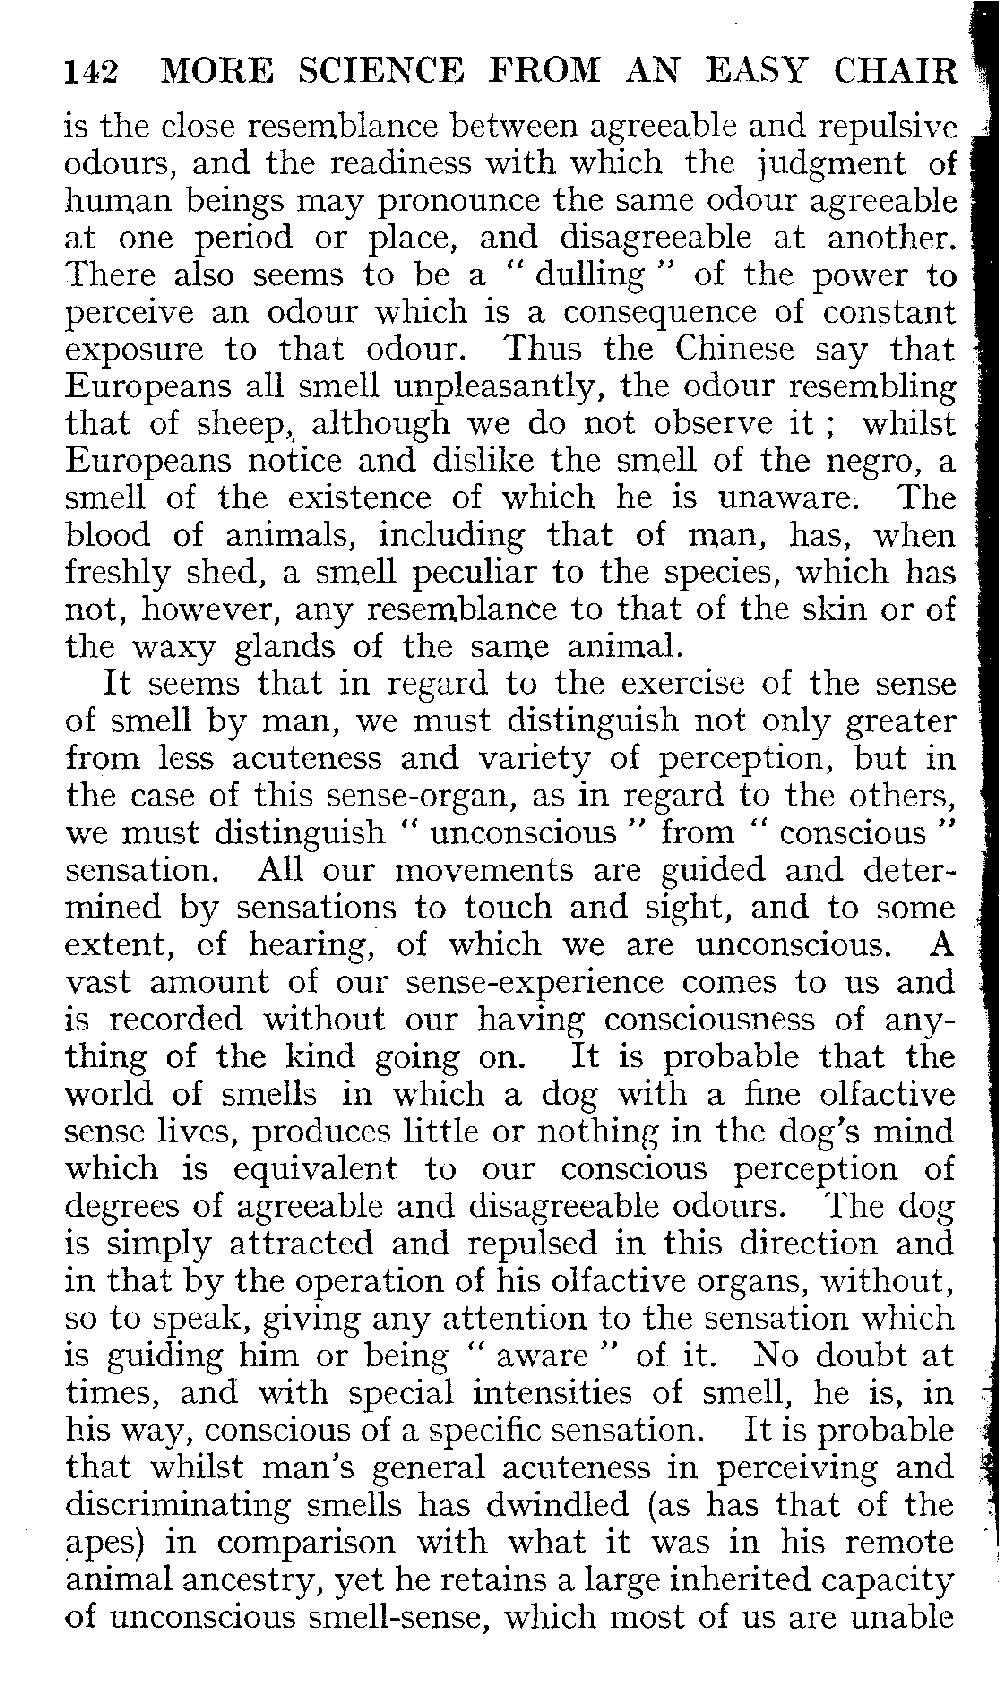 142 MORE SCIENCE FROM AN EASY CHAIR
is the close resemblance between agreeable and repulsive
odours, and the readiness with which the judgment of
human beings may pronounce the same odour agreeable
at one period or place, and disagreeable at another.
There also seems to be a “ dulling ” of the power to
perceive an odour which is a consequence of constant
exposure to that odour. Thus the Chinese say that
Europeans all smell unpleasantly, the odour resembling
that of sheep, although we do not observe it ; whilst
Europeans notice and dislike the smell of the negro, a
smell of the existence of which he is unaware. The
blood of animals, including that of man, has, when
freshly shed, a smell peculiar to the species, which has
not, however, any resemblance to that of the skin or of
the waxy glands of the same animal.
It seems that in regard to the exercise of the sense
of smell by man, we must distinguish not only greater
from less acuteness and variety of perception, but in
the case of this sense-organ, as in regard to the others,
we must distinguish “ unconscious ” from “ conscious ”
sensation. All our movements are guided and deter-
mined by sensations to touch and sight, and to some
extent, of hearing, of which we are unconscious. A
vast amount of our sense-experience comes to us and
is recorded without our having consciousness of any-
thing of the kind going on. It is probable that the
world of smells in which a dog with a fine olfactive
sense lives, produces little or nothing in the dog's mind
which is equivalent to our conscious perception of
degrees of agreeable and disagreeable odours. The dog
is simply attracted and repulsed in this direction and
in that by the operation of his olfactive organs, without,
so to speak, giving any attention to the sensation which
is guiding him or being “ aware ” of it. No doubt at
times, and with special intensities of smell, he is, in
his way, conscious of a specific sensation. It is probable
that whilst man's general acuteness in perceiving and
discriminating smells has dwindled (as has that of the
apes) in comparison with what it was in his remote
animal ancestry, yet he retains a large inherited capacity
of unconscious smell-sense, which most of us are unable